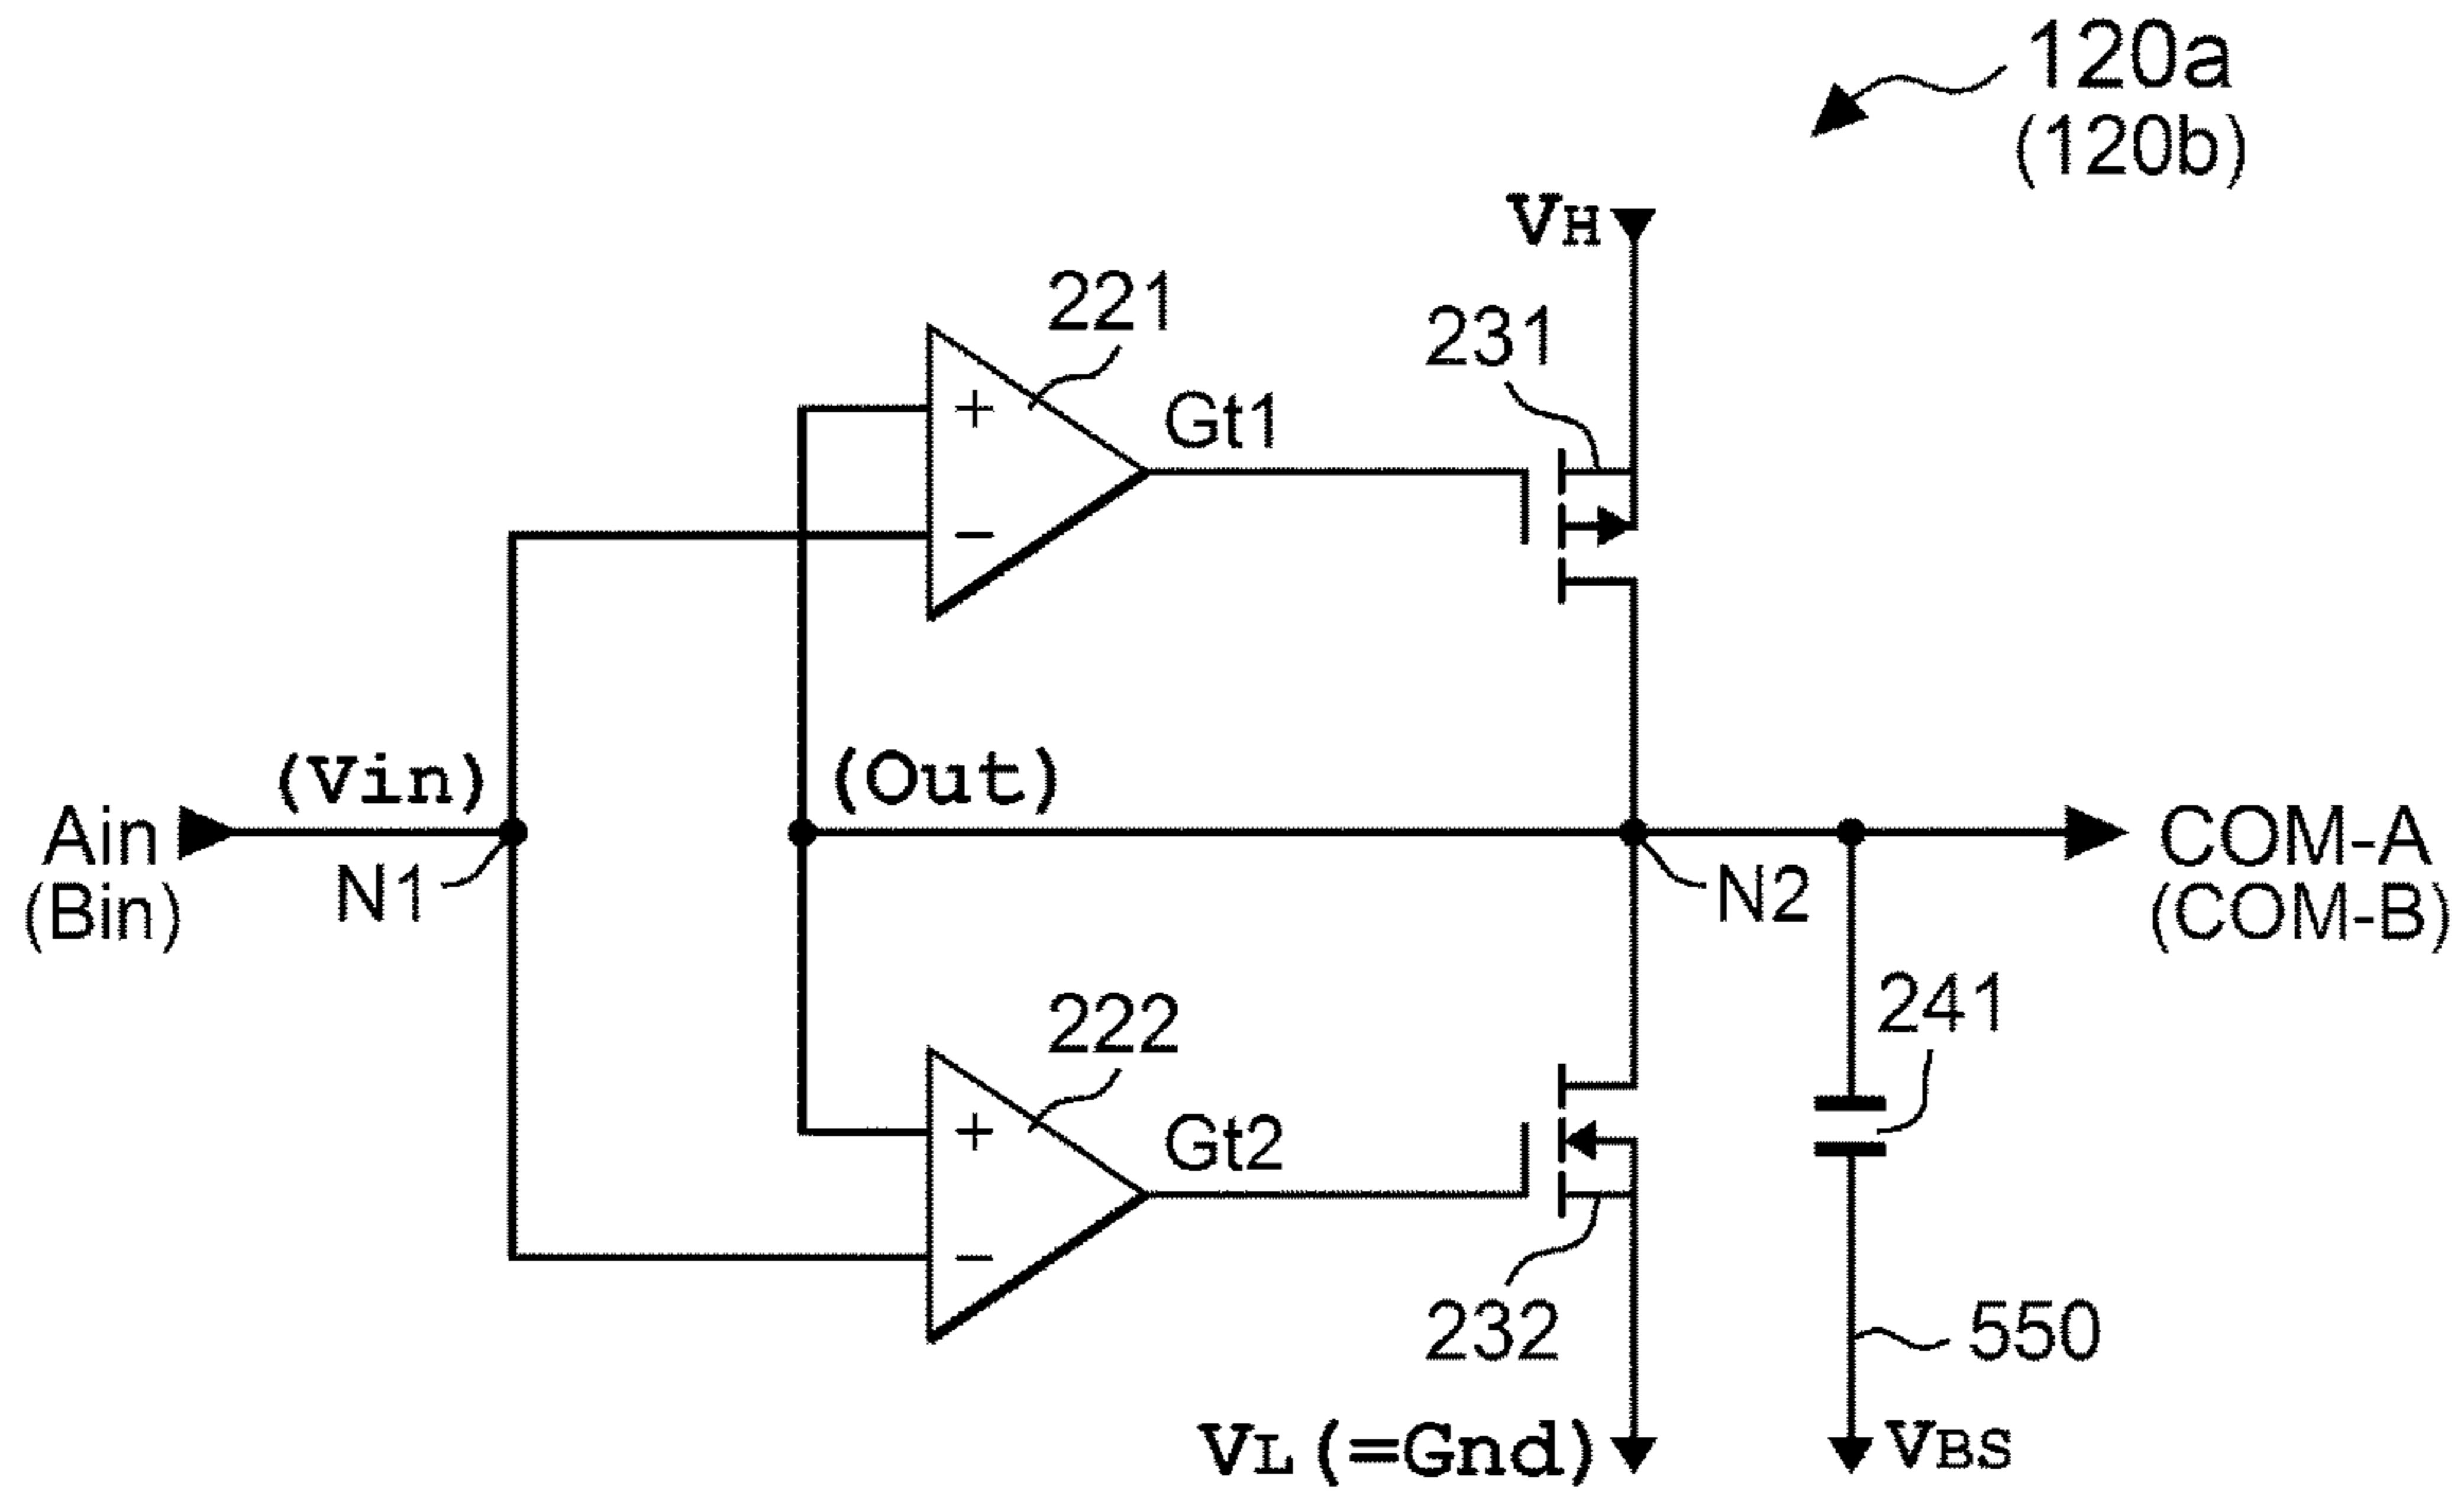 120a
(120b)
VH
221
231
+
Gt1
−
(Vin)
(Out)
Ain
(Bin)
N1
N2
COM-A
(COM-B)
241
222
+
Gt2
−
232
550
VL (=Gnd)
VBS